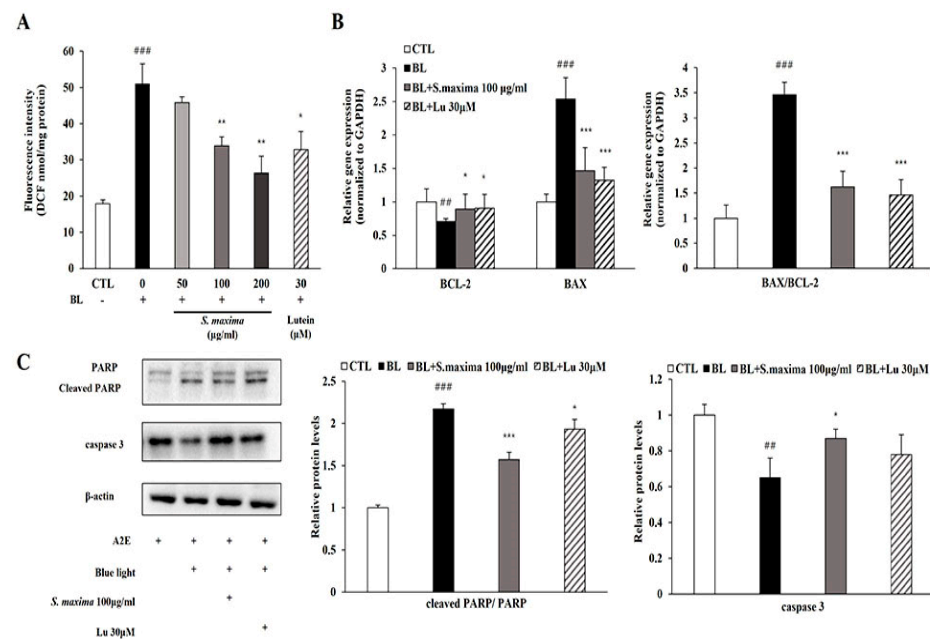 A
Fluorescence intensity
(DCF nmol/mg protein)
60
50
40
30
20
10
0
###
**
**
*
CTL 0 50 100 200 30
BL - + + + + +
S. maxima
(µg/ml)
Lutein
(µM)
B
CTL
BL
BL+S.maxima 100 µg/ml
BL+Lu 30µM
Relative gene expression
(normalized to GAPDH)
3
2.5
2
1.5
1
0.5
0
##
*
*
###
***
***
BCL-2 BAX
Relative gene expression
(normalized to GAPDH)
4
3.5
3
2.5
2
1.5
1
0.5
0
###
***
***
BAX/BCL-2
C
PARP
Cleaved PARP
caspase 3
β-actin
A2E + + + +
Blue light + + +
S. maxima 100µg/ml +
Lu 30µM +
CTL BL BL+S.maxima 100µg/ml BL+Lu 30µM
Relative protein levels
2.5
2
1.5
1
0.5
0
###
***
*
cleaved PARP/ PARP
CTL BL BL+S.maxima 100µg/ml BL+Lu 30µM
Relative protein levels
1.2
1
0.8
0.6
0.4
0.2
0
##
*
caspase 3